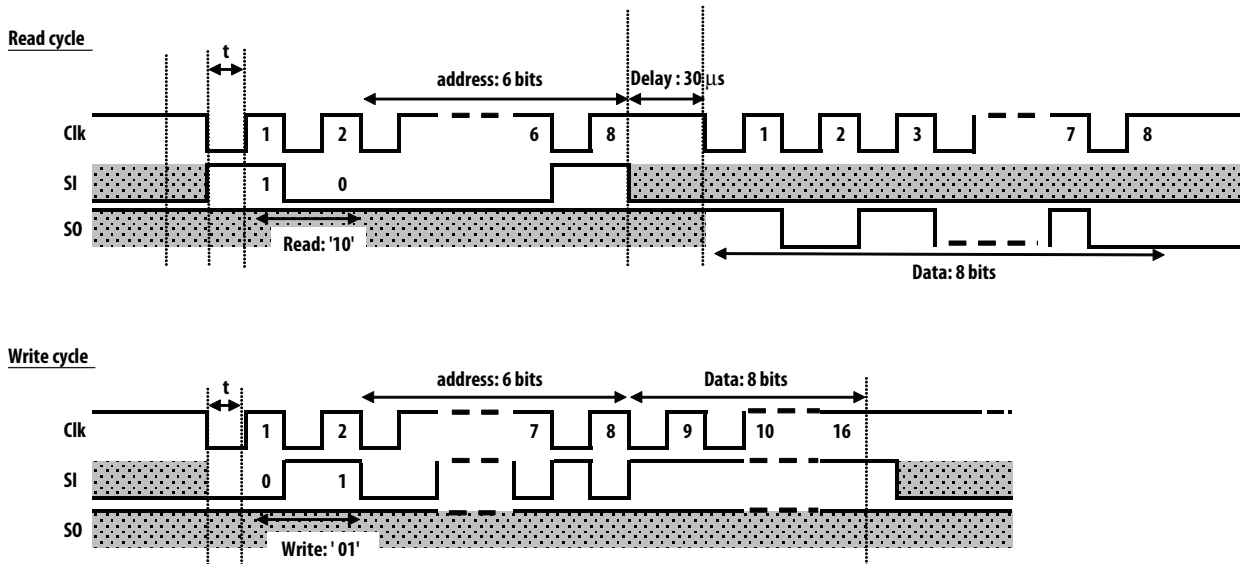 Read cycle
t
address: 6 bits
Delay : 30 µs
Clk
1 2 6 8 1 2 3 7 8
SI
1 0
SO
Read: '10'
Data: 8 bits
Write cycle
t
address: 6 bits
Data: 8 bits
Clk
1 2 7 8 9 10 16
SI
0 1
SO
Write: ' 01'